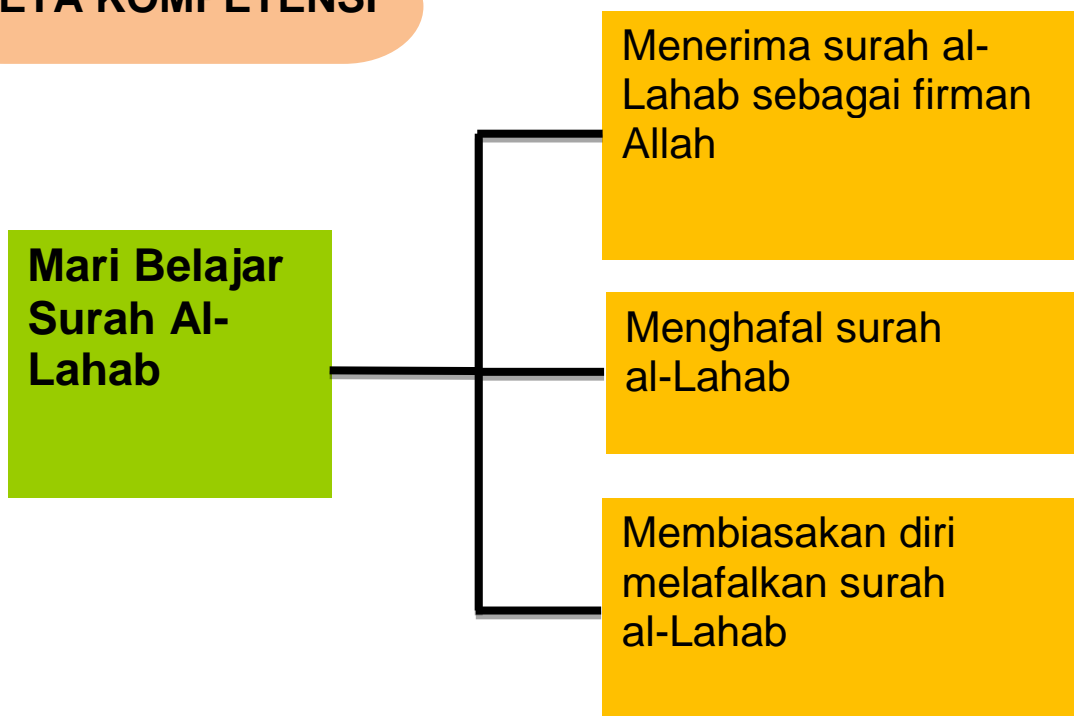 KOMPETENSI
Menerima surah al-
Lahab sebagai firman
Allah
Mari Belajar
Surah Al-
Lahab
Menghafal surah
al-Lahab
Membiasakan diri
melafalkan surah
al-Lahab